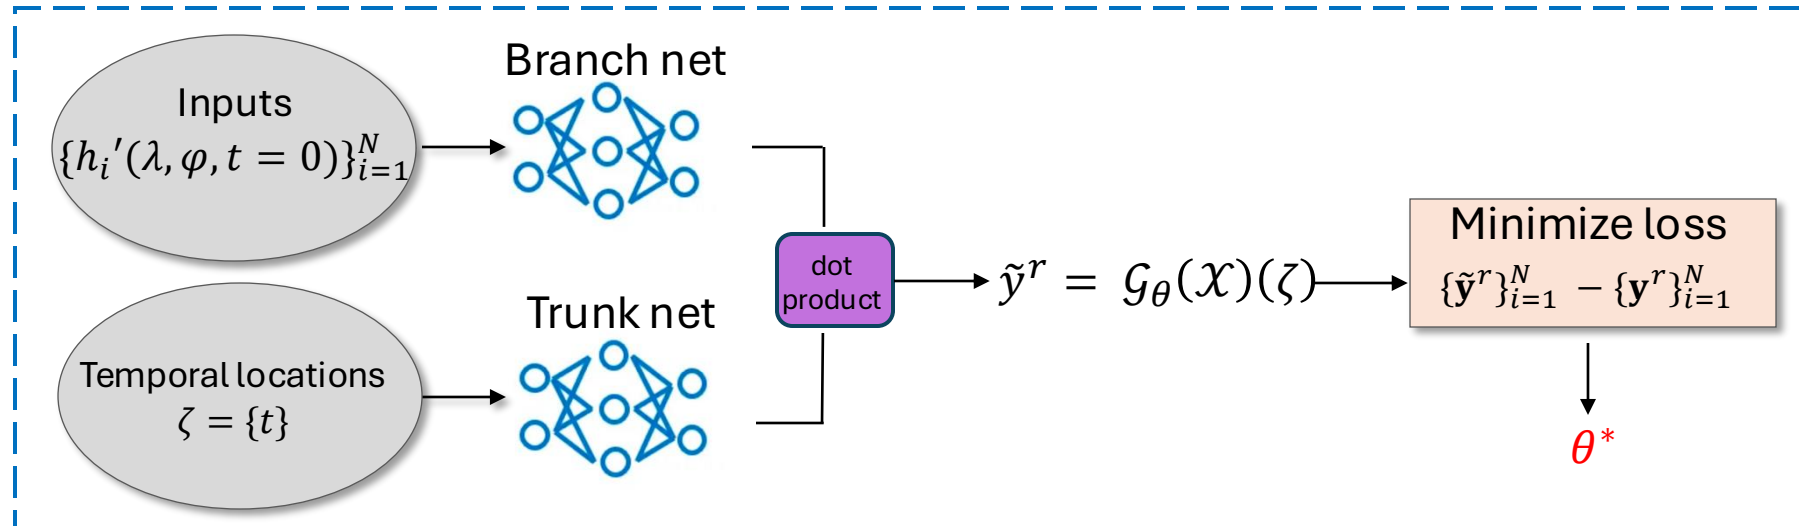 Inputs
{hᵢ′(λ, φ, t = 0)}ᵢ₌₁ᴺ
Branch net
Temporal locations
ζ = {t}
Trunk net
dot
product
ỹʳ = 𝒢_θ(𝒳)(ζ)
Minimize loss
{𝐲̃ʳ}ᵢ₌₁ᴺ − {𝐲ʳ}ᵢ₌₁ᴺ
θ*